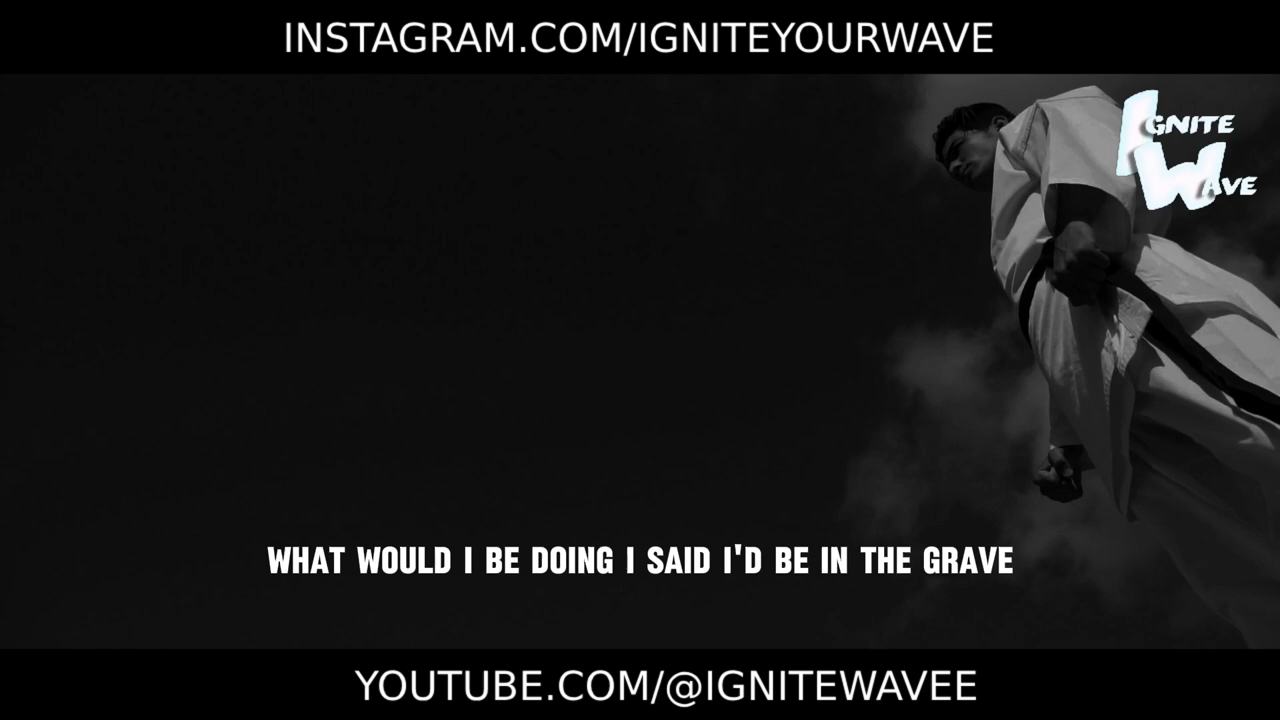 INSTAGRAM.COM/IGNITEYOURWAVE
IGNITE
WAVE
WHAT WOULD I BE DOING I SAID I'D BE IN THE GRAVE
YOUTUBE.COM/@IGNITEWAVEE